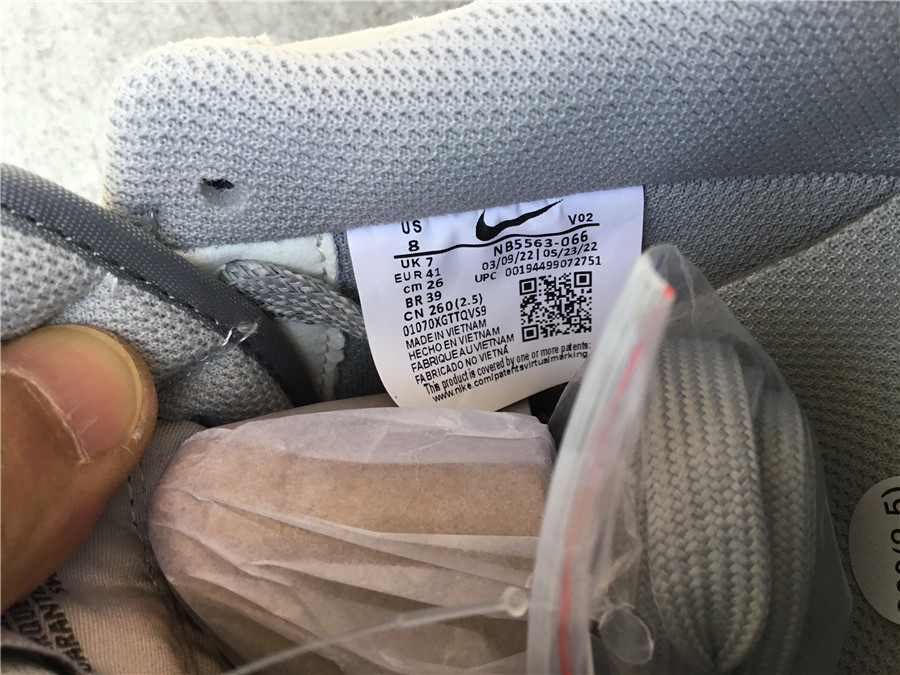 US
8
V02
UK 7
EUR 41
cm 26
BR 39
CN 260 (2.5)
NB5563-066
03/09/22 | 05/23/22
UPC 00194499072751
01070XGTTQVS9
MADE IN VIETNAM
HECHO EN VIETNAM
FABRIQUE AU VIETNAM
FABRICADO NO VIETNÃ
This product is covered by one or more patents:
www.nike.com/patentsvirtualmarking